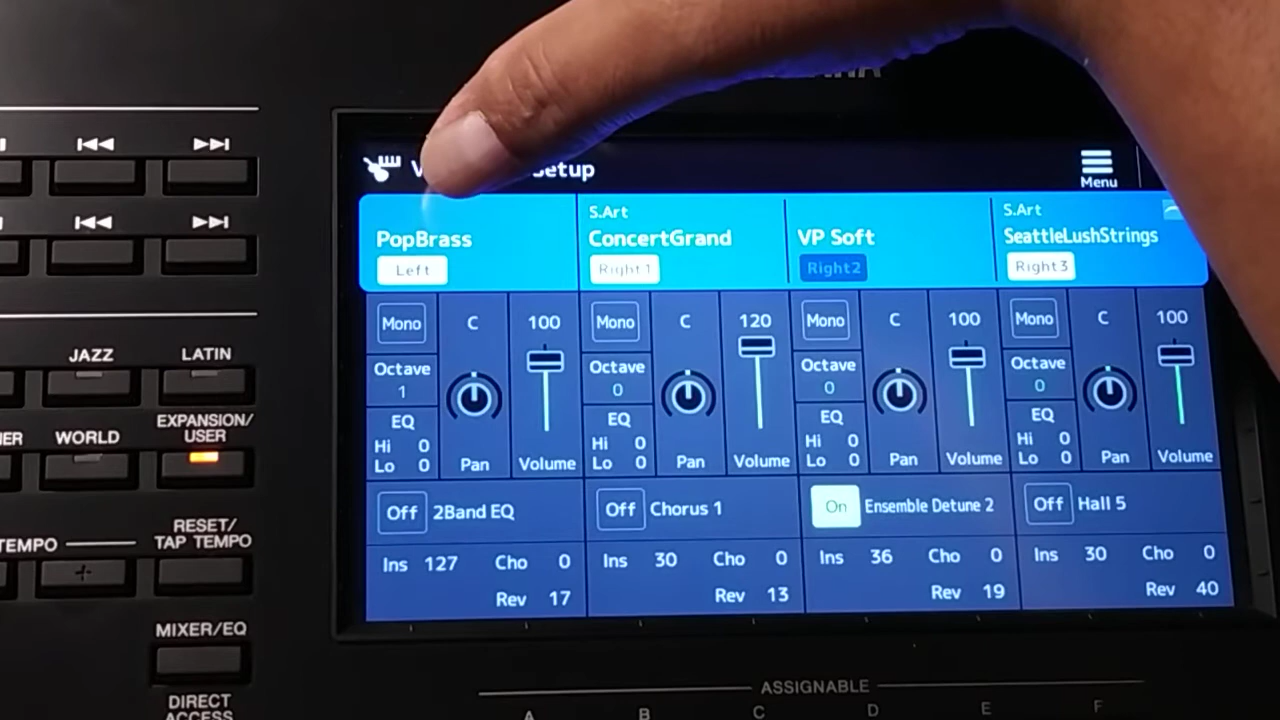 V
Setup
Menu
S.Art
S.Art
PopBrass
ConcertGrand
VP Soft
SeattleLushStrings
Left
Right1
Right2
Right3
Mono
C
100
Mono
C
120
Mono
C
100
Mono
C
100
Octave
1
Octave
0
Octave
0
Octave
0
EQ
Hi 0
Lo 0
Pan
Volume
EQ
Hi 0
Lo 0
Pan
Volume
EQ
Hi 0
Lo 0
Pan
Volume
EQ
Hi 0
Lo 0
Pan
Volume
Off 2Band EQ
Off Chorus 1
On Ensemble Detune 2
Off Hall 5
Ins 127 Cho 0
Rev 17
Ins 30 Cho 0
Rev 13
Ins 36 Cho 0
Rev 19
Ins 30 Cho 0
Rev 40
JAZZ
LATIN
WORLD
EXPANSION/
USER
TEMPO
+
RESET/
TAP TEMPO
MIXER/EQ
DIRECT
ACCESS
ASSIGNABLE
A B C D E F